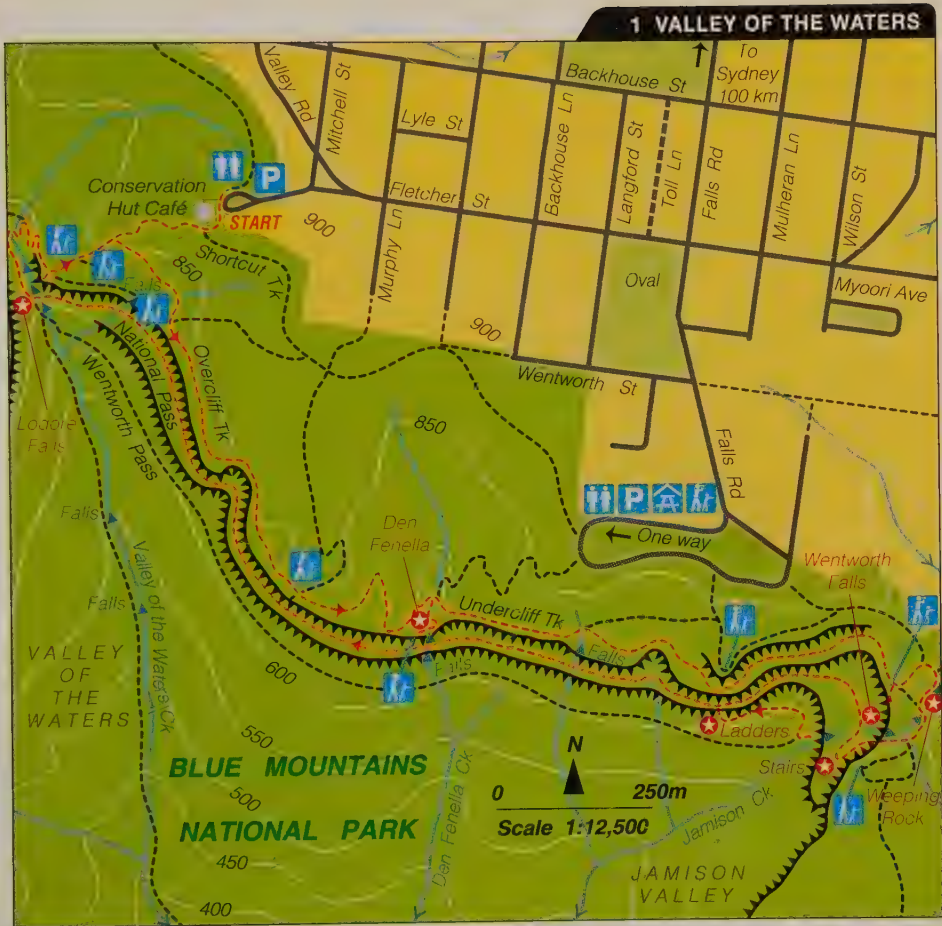 1 VALLEY OF THE WATERS
To
Sydney
100 km
Backhouse St
Valley Rd
Mitchell St
Lyle St
Backhouse Ln
Langford St
Toll Ln
Falls Rd
Mulheran Ln
Wilson St
Conservation
Hut Café
P
START
Fletcher St
900
Murphy Ln
Shortcut Tk
850
Oval
Myoori Ave
Falls
900
National Pass
Overcliff Tk
Wentworth Pass
Wentworth St
Lodore
Falls
850
Falls Rd
P
Falls
Den
Fenella
One way
Wentworth
Falls
Valley of the Waters Ck
Falls
Undercliff Tk
Falls
Falls
VALLEY
OF
THE
WATERS
600
550
Ladders
Stairs
BLUE MOUNTAINS
NATIONAL PARK
500
450
400
N
0 250m
Scale 1:12,500
Den Fenella Ck
Jamison Ck
Weeping
Rock
JAMISON
VALLEY